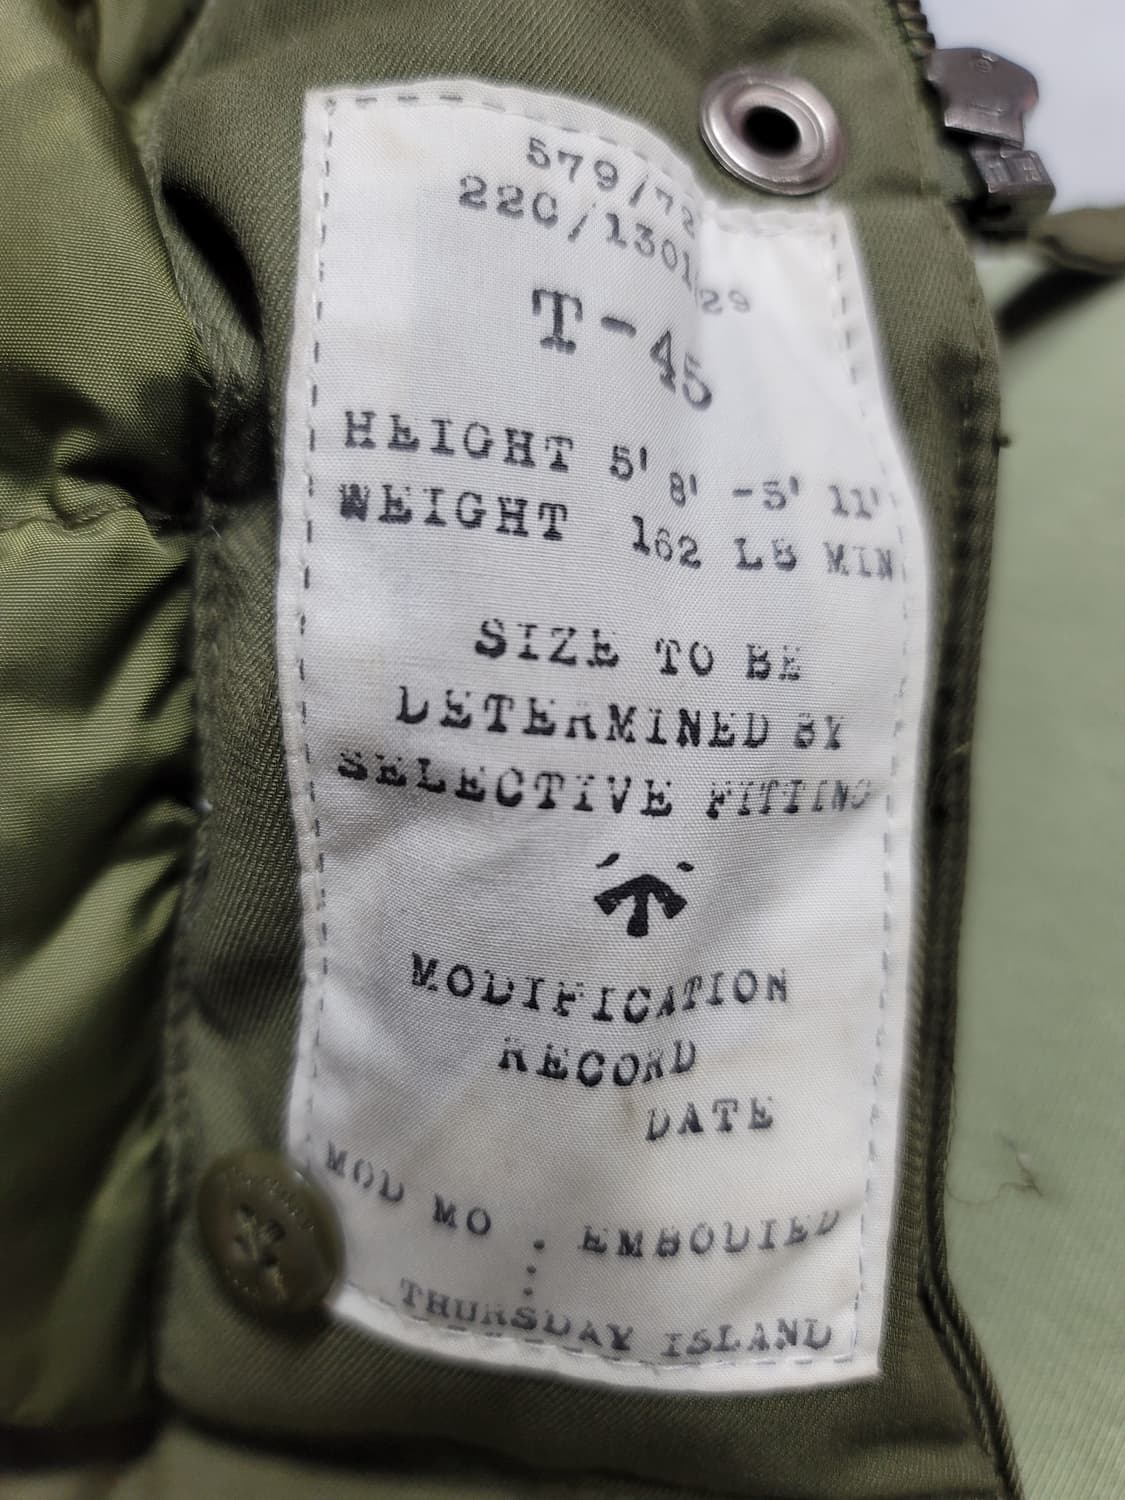 579/72
220/1301/29
T-45
HEIGHT 5' 8' -5' 11'
WEIGHT 162 LB MIN
SIZE TO BE
DETERMINED BY
SELECTIVE FITTING
MODIFICATION
RECORD
DATE
MOD MO : EMBODIED
THURSDAY ISLAND